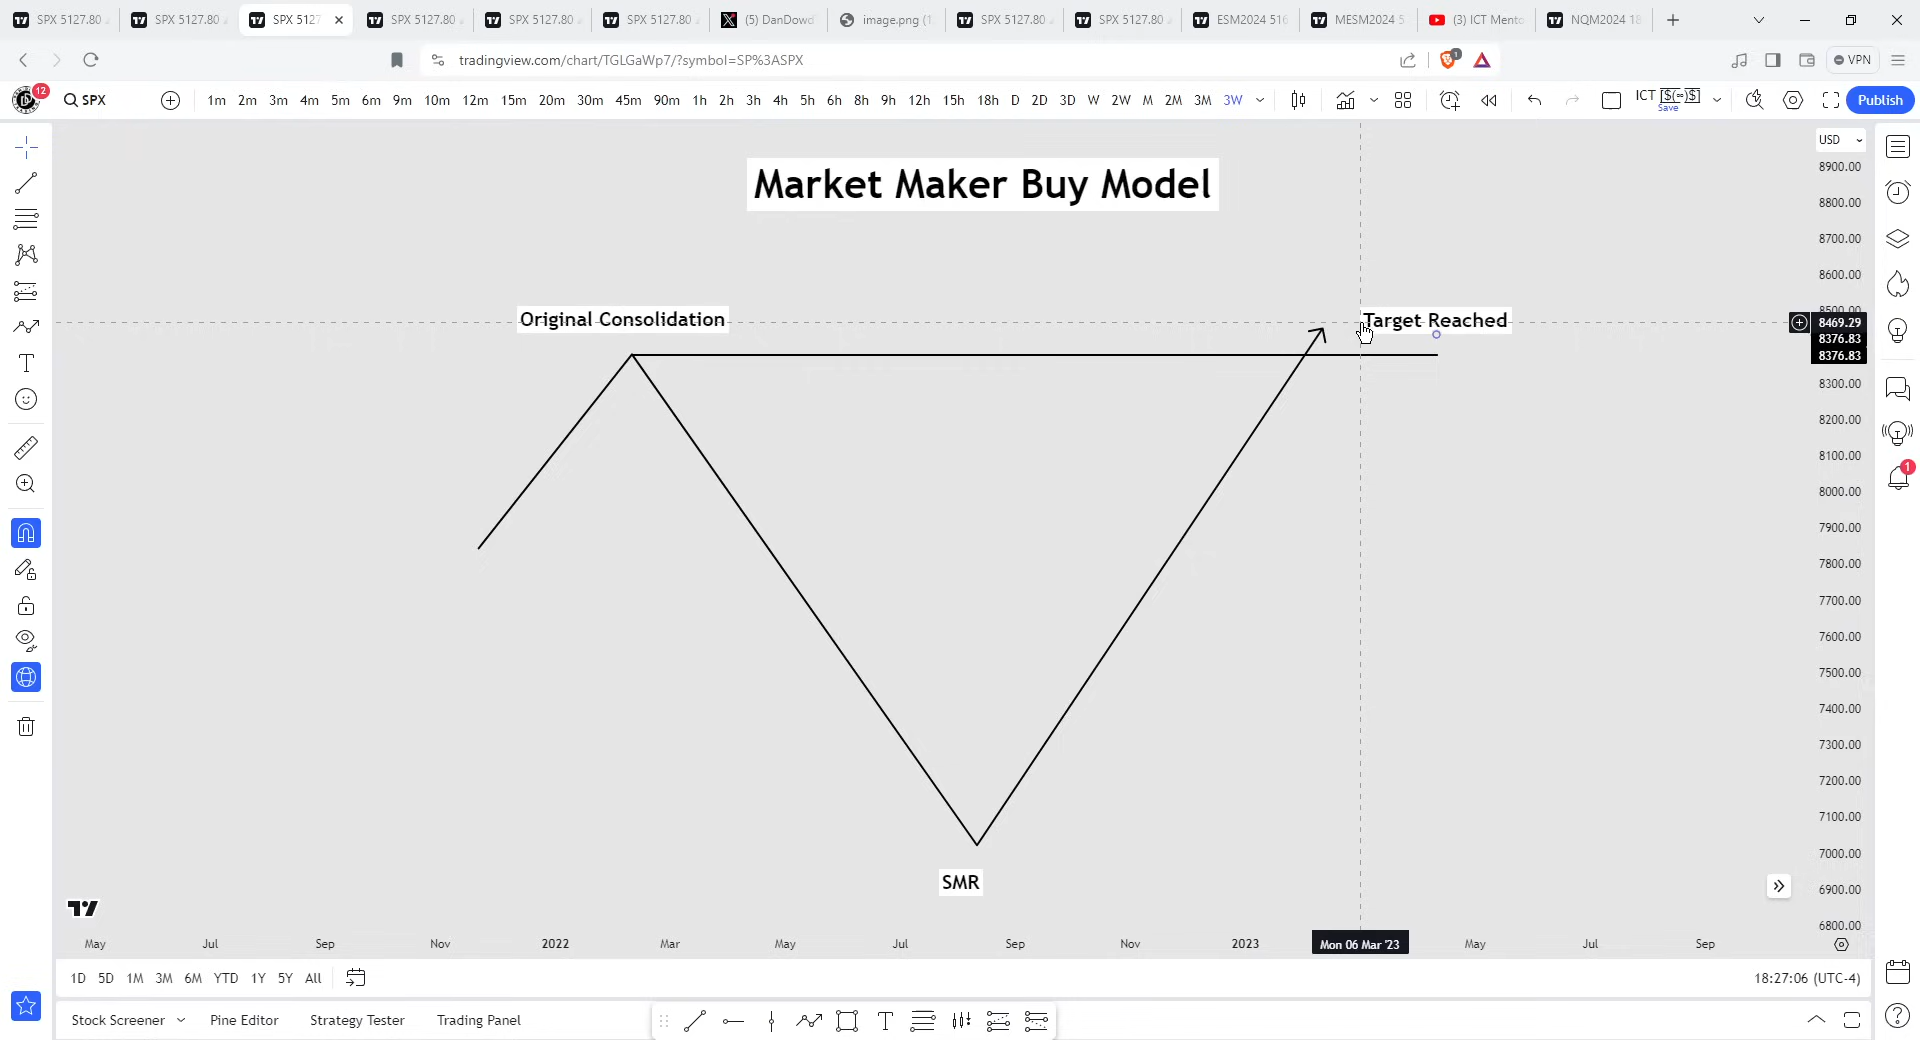 SPX 5127.80
SPX 5127.80
SPX 5127
SPX 5127.80
SPX 5127.80
SPX 5127.80
(5) DanDowd
image.png (1
SPX 5127.80
SPX 5127.80
ESM2024 516
MESM2024 5
(3) ICT Mento
NQM2024 18
tradingview.com/chart/TGLGaWp7/?symbol=SP%3ASPX
1
VPN
12
SPX
1m 2m 3m 4m 5m 6m 9m 10m 12m 15m 20m 30m 45m 90m 1h 2h 3h 4h 5h 6h 8h 9h 12h 15h 18h D 2D 3D W 2W M 2M 3M 3W
ICT
Save
Publish
USD
Market Maker Buy Model
8900.00
8800.00
8700.00
8600.00
Original Consolidation
Target Reached
8469.29
8376.83
8376.83
8300.00
8200.00
8100.00
8000.00
7900.00
7800.00
7700.00
7600.00
7500.00
7400.00
7300.00
7200.00
7100.00
7000.00
6900.00
6800.00
1
SMR
May Jul Sep Nov 2022 Mar May Jul Sep Nov 2023 Mon 06 Mar '23 May Jul Sep
1D 5D 1M 3M 6M YTD 1Y 5Y All
18:27:06 (UTC-4)
Stock Screener Pine Editor Strategy Tester Trading Panel